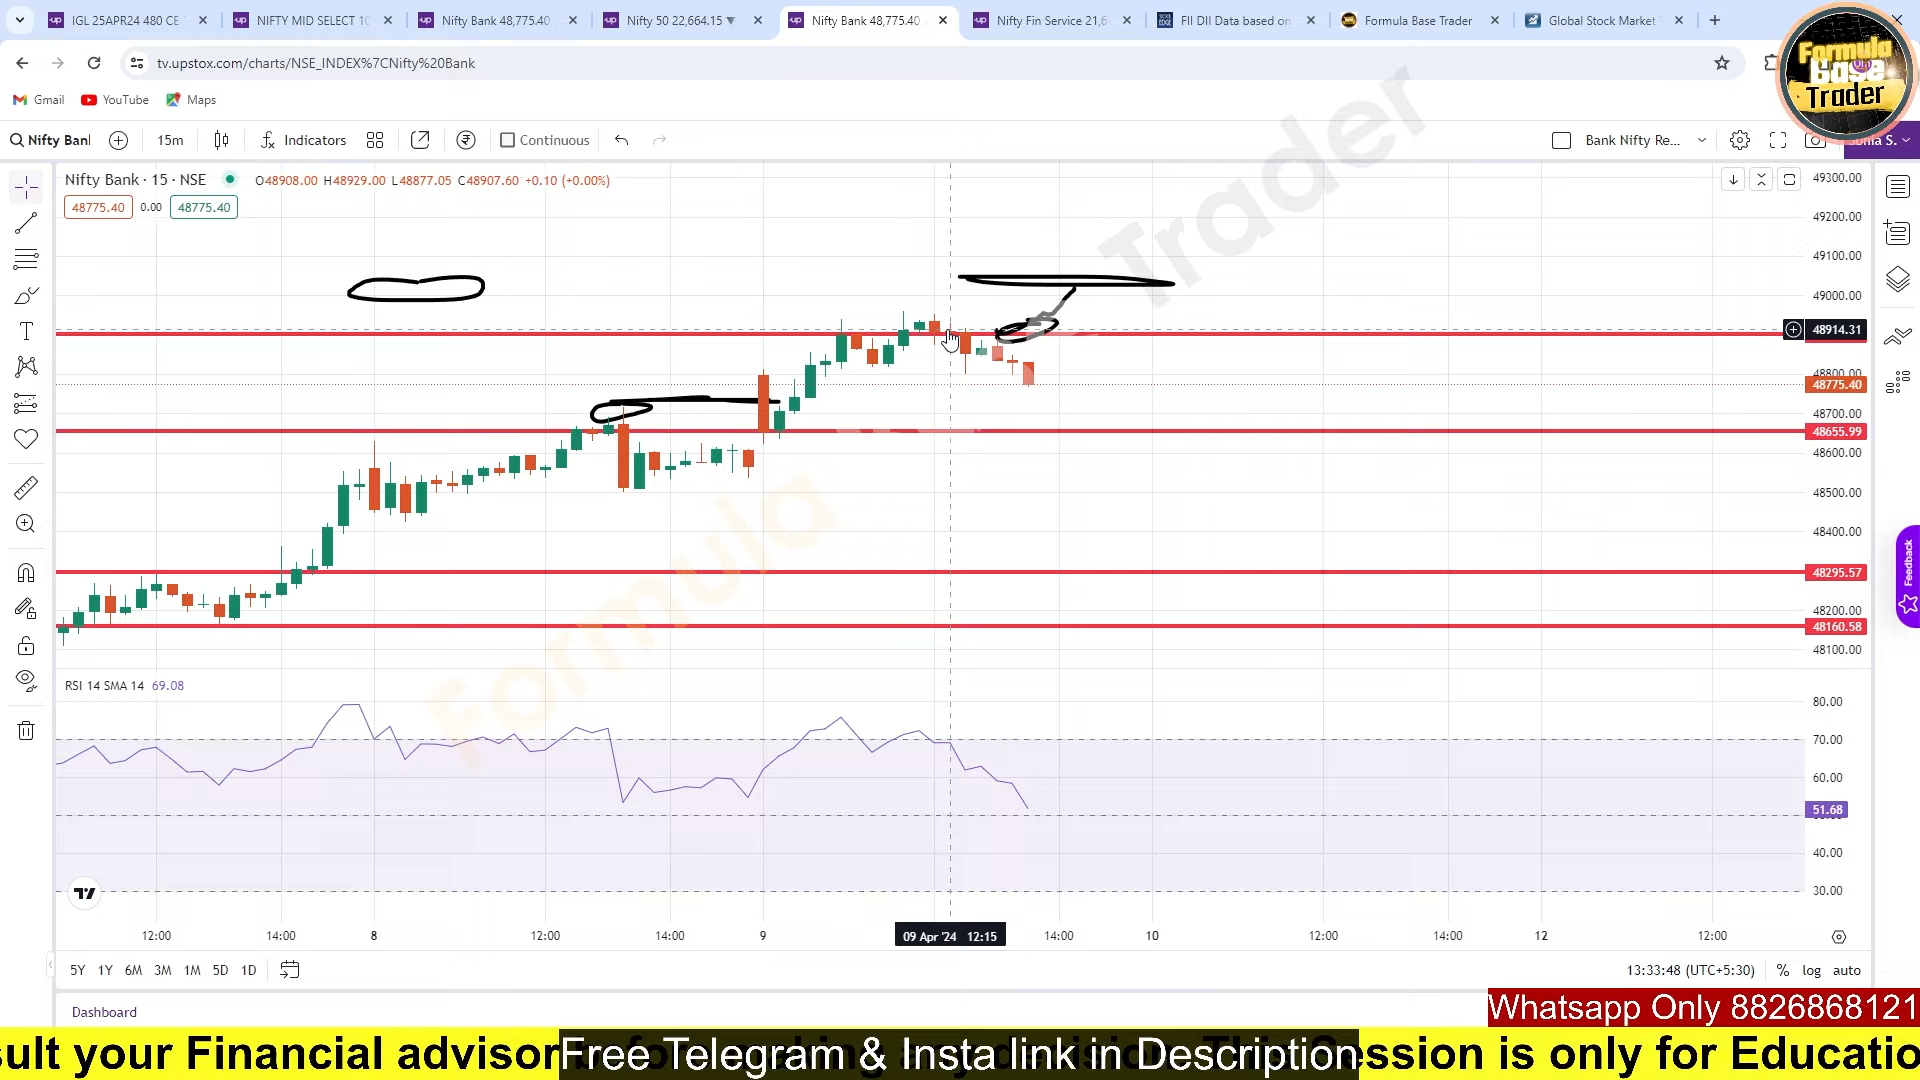 IGL 25APR24 480 CE
NIFTY MID SELECT 10
Nifty Bank 48,775.40
Nifty 50 22,664.15 ▼
Nifty Bank 48,775.40
Nifty Fin Service 21,6
FII DII Data based on
Formula Base Trader
Global Stock Market
tv.upstox.com/charts/NSE_INDEX%7CNifty%20Bank
Gmail YouTube Maps
Formula
Base
Trader
Nifty Banl 15m Indicators Continuous Bank Nifty Re... Sonia S.
Nifty Bank · 15 · NSE O48908.00 H48929.00 L48877.05 C48907.60 +0.10 (+0.00%)
48775.40 0.00 48775.40
Trader
Formula
49300.00
49200.00
49100.00
49000.00
48914.31
48800.00
48775.40
48700.00
48655.99
48600.00
48500.00
48400.00
48295.57
48200.00
48160.58
48100.00
Feedback
RSI 14 SMA 14 69.08
80.00
70.00
60.00
51.68
40.00
30.00
12:00 14:00 8 12:00 14:00 9 09 Apr '24 12:15 14:00 10 12:00 14:00 12 12:00
5Y 1Y 6M 3M 1M 5D 1D 13:33:48 (UTC+5:30) % log auto
Dashboard
Whatsapp Only 8826868121
sult your Financial advisor
Free Telegram & Insta link in Description
ession is only for Educatio